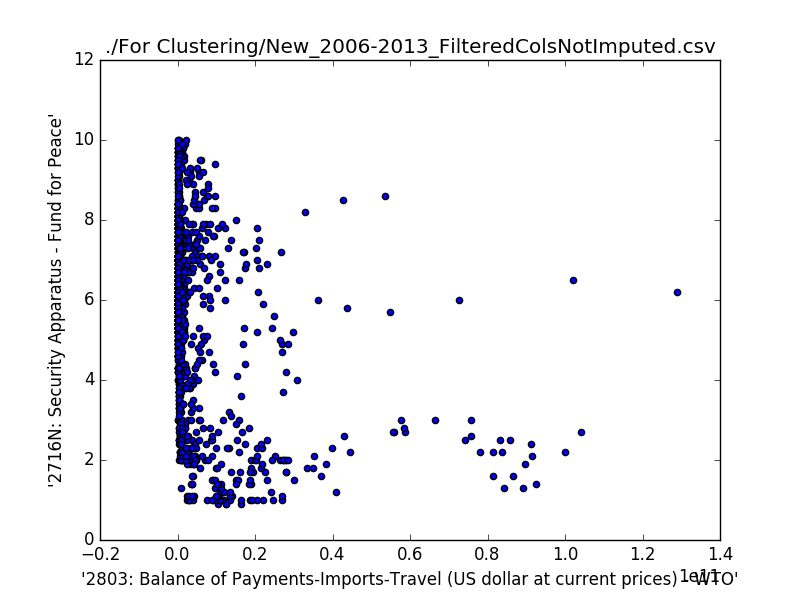 ./For Clustering/New_2006-2013_FilteredColsNotImputed.csv
12
10
8
6
4
2
0
'2716N: Security Apparatus - Fund for Peace'
−0.2 0.0 0.2 0.4 0.6 0.8 1.0 1.2 1.4
1e11
'2803: Balance of Payments-Imports-Travel (US dollar at current prices) - WTO'